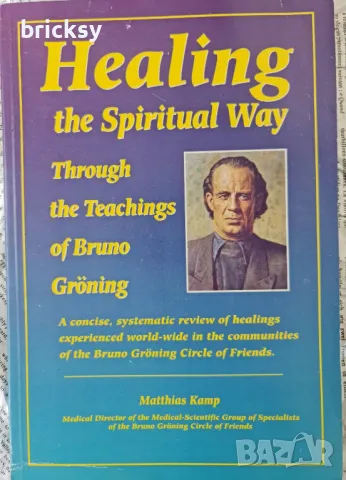 bricksy
Healing
the Spiritual Way
Through
the Teachings
of Bruno
Gröning
A concise, systematic review of healings
experienced world-wide in the communities
of the Bruno Gröning Circle of Friends.
Matthias Kamp
Medical Director of the Medical-Scientific Group of Specialists
of the Bruno Gröning Circle of Friends
BAZAR